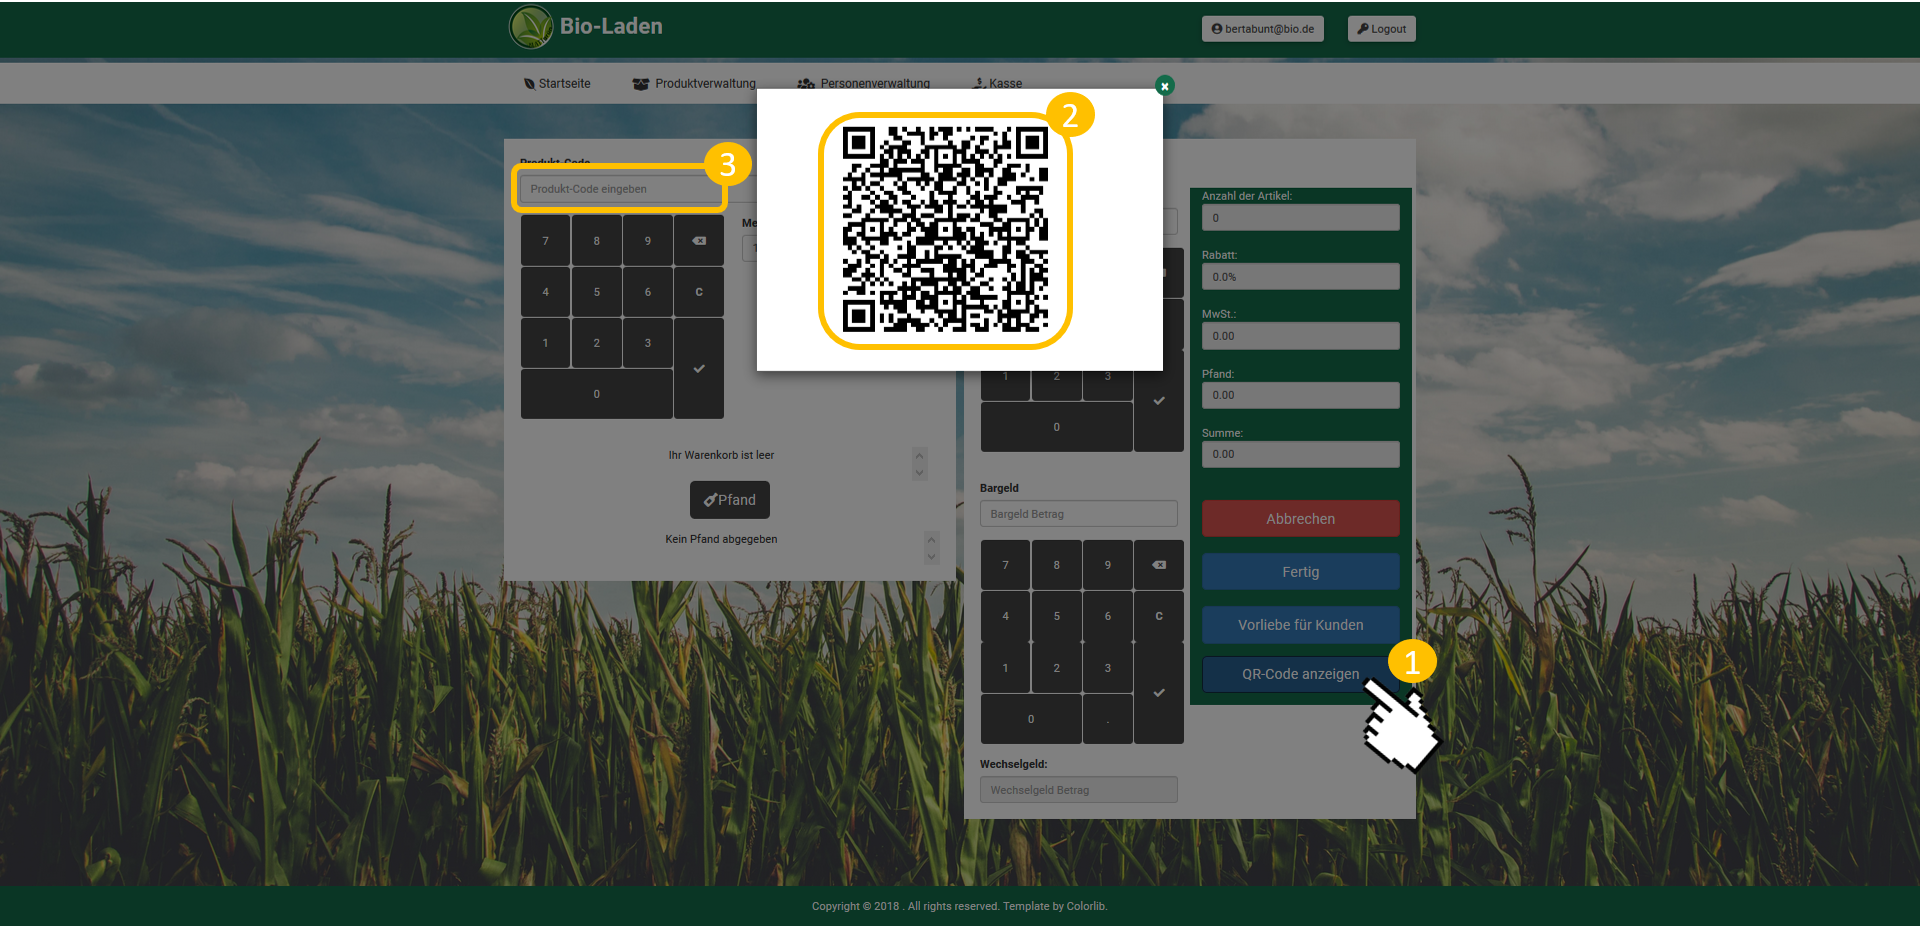 Bio-Laden
bertabunt@bio.de
Logout
Startseite
Produktverwaltung
Personenverwaltung
Kasse
2
3
Produkt-Code
Produkt-Code eingeben
Me
7 8 9
4 5 6 C
1 2 3
0
Ihr Warenkorb ist leer
Pfand
Kein Pfand abgegeben
1 2 3
0
Bargeld
Bargeld Betrag
7 8 9
4 5 6 C
1 2 3
0 .
Wechselgeld:
Wechselgeld Betrag
Anzahl der Artikel:
0
Rabatt:
0.0%
MwSt.:
0.00
Pfand:
0.00
Summe:
0.00
Abbrechen
Fertig
Vorliebe für Kunden
QR-Code anzeigen
1
Copyright © 2018 . All rights reserved. Template by Colorlib.